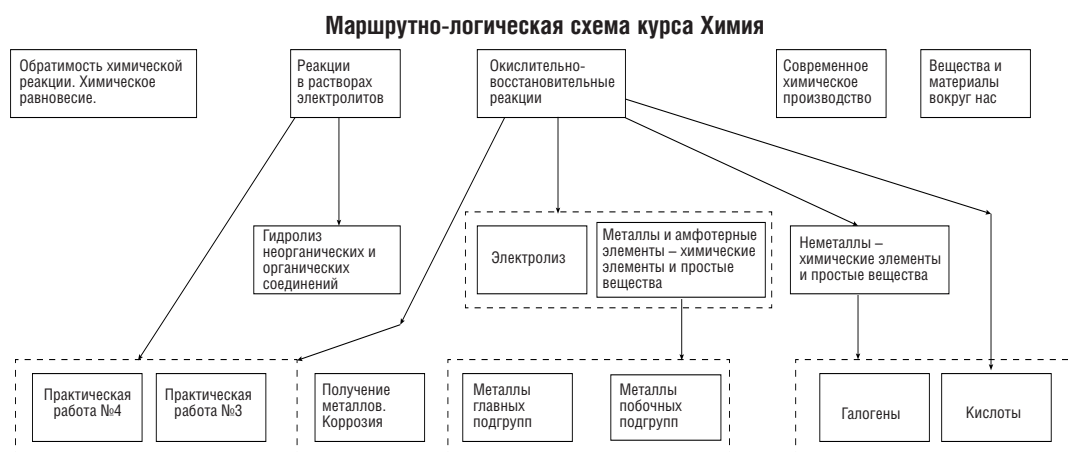 Маршрутно-логическая схема курса Химия
Обратимость химической
реакции. Химическое
равновесие.
Реакции
в растворах
электролитов
Окислительно-
восстановительные
реакции
Современное
химическое
производство
Вещества и
материалы
вокруг нас
Гидролиз
неорганических и
органических
соединений
Электролиз
Металлы и амфотерные
элементы – химические
элементы и простые
вещества
Неметаллы –
химические элементы
и простые вещества
Практическая
работа №4
Практическая
работа №3
Получение
металлов.
Коррозия
Металлы
главных
подгрупп
Металлы
побочных
подгрупп
Галогены
Кислоты